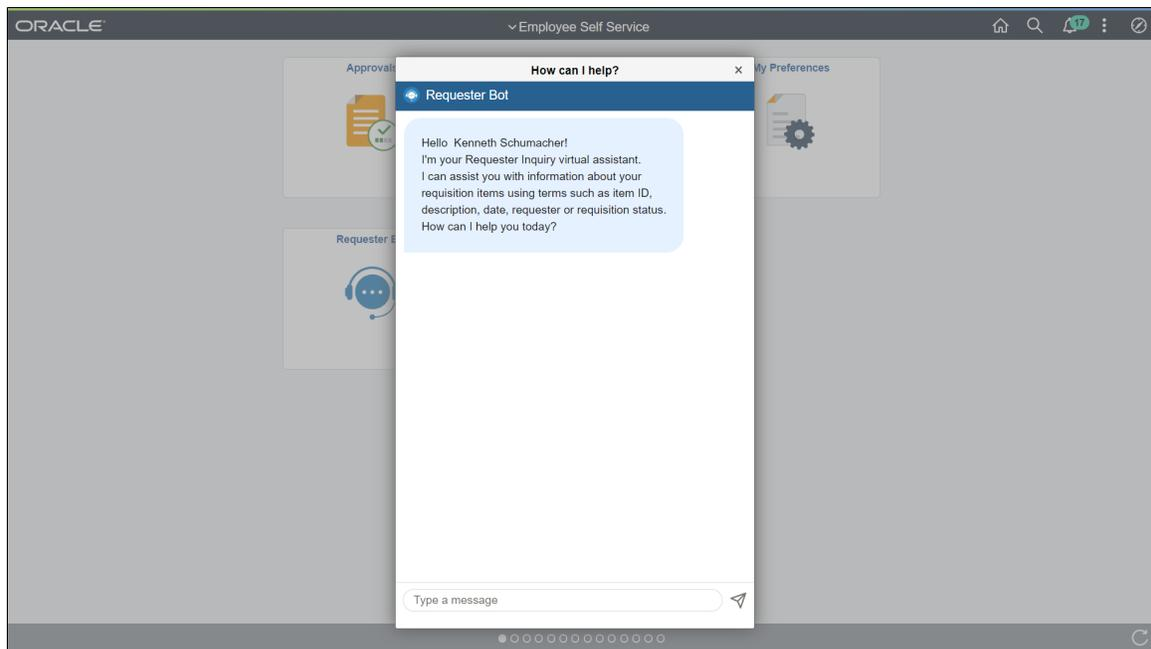 ORACLE
Employee Self Service
17
Approvals
My Preferences
Requester B
How can I help?
Requester Bot
Hello  Kenneth Schumacher!
I'm your Requester Inquiry virtual assistant.
I can assist you with information about your
requisition items using terms such as item ID,
description, date, requester or requisition status.
How can I help you today?
Type a message